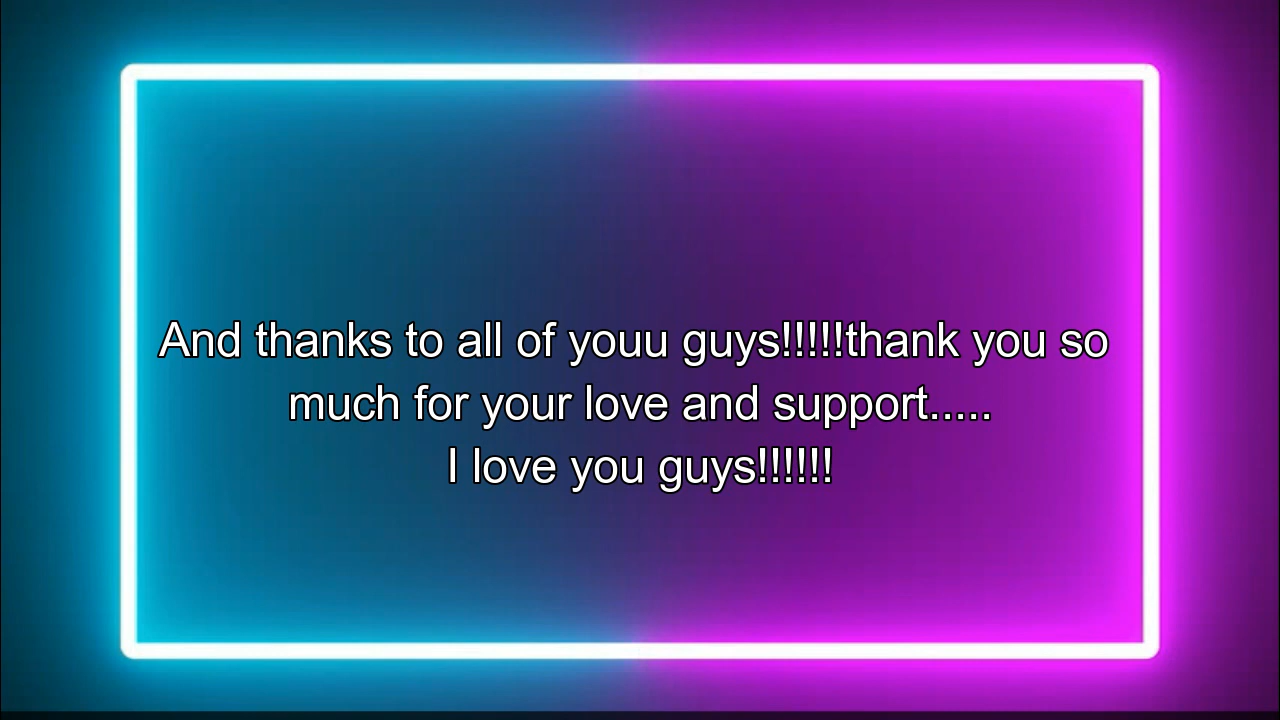 And thanks to all of youu guys!!!!!thank you so
much for your love and support.....
I love you guys!!!!!!